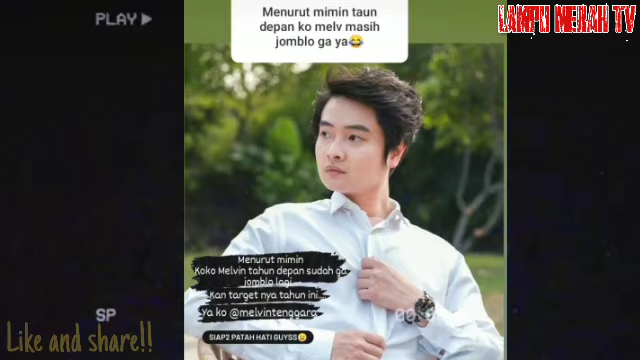 PLAY
LAMPU MERAH TV
Menurut mimin taun
depan ko melv masih
jomblo ga ya😂
Menurut mimin
Koko Melvin tahun depan sudah ga
jomblo lagi
Kan target nya tahun ini...
Ya ko @melvintenggara
SIAP2 PATAH HATI GUYSS😉
SP
Like and share!!